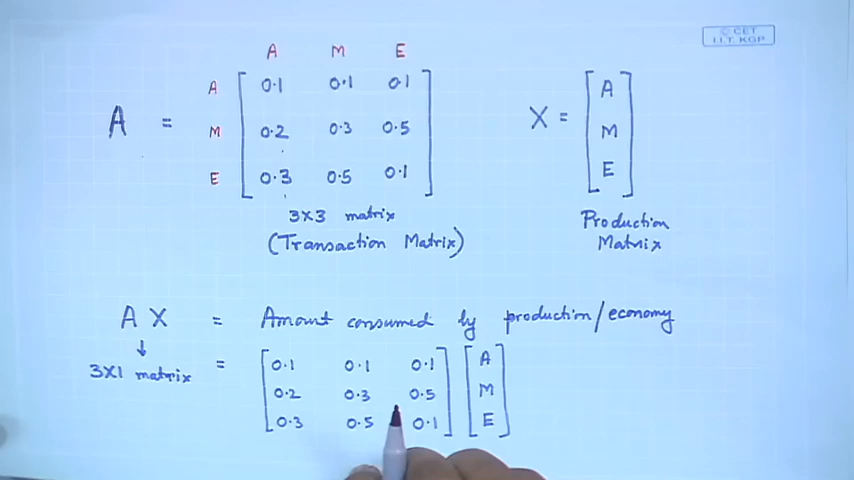 © CET
I.I.T. KGP
A M E
A 0.1 0.1 0.1
A = M 0.2 0.3 0.5 X = A M E
E 0.3 0.5 0.1
3X3 matrix
(Transaction Matrix)
Production
Matrix
A X = Amount consumed by production/economy
3X1 matrix = 0.1 0.1 0.1 A
0.2 0.3 0.5 M
0.3 0.5 0.1 E